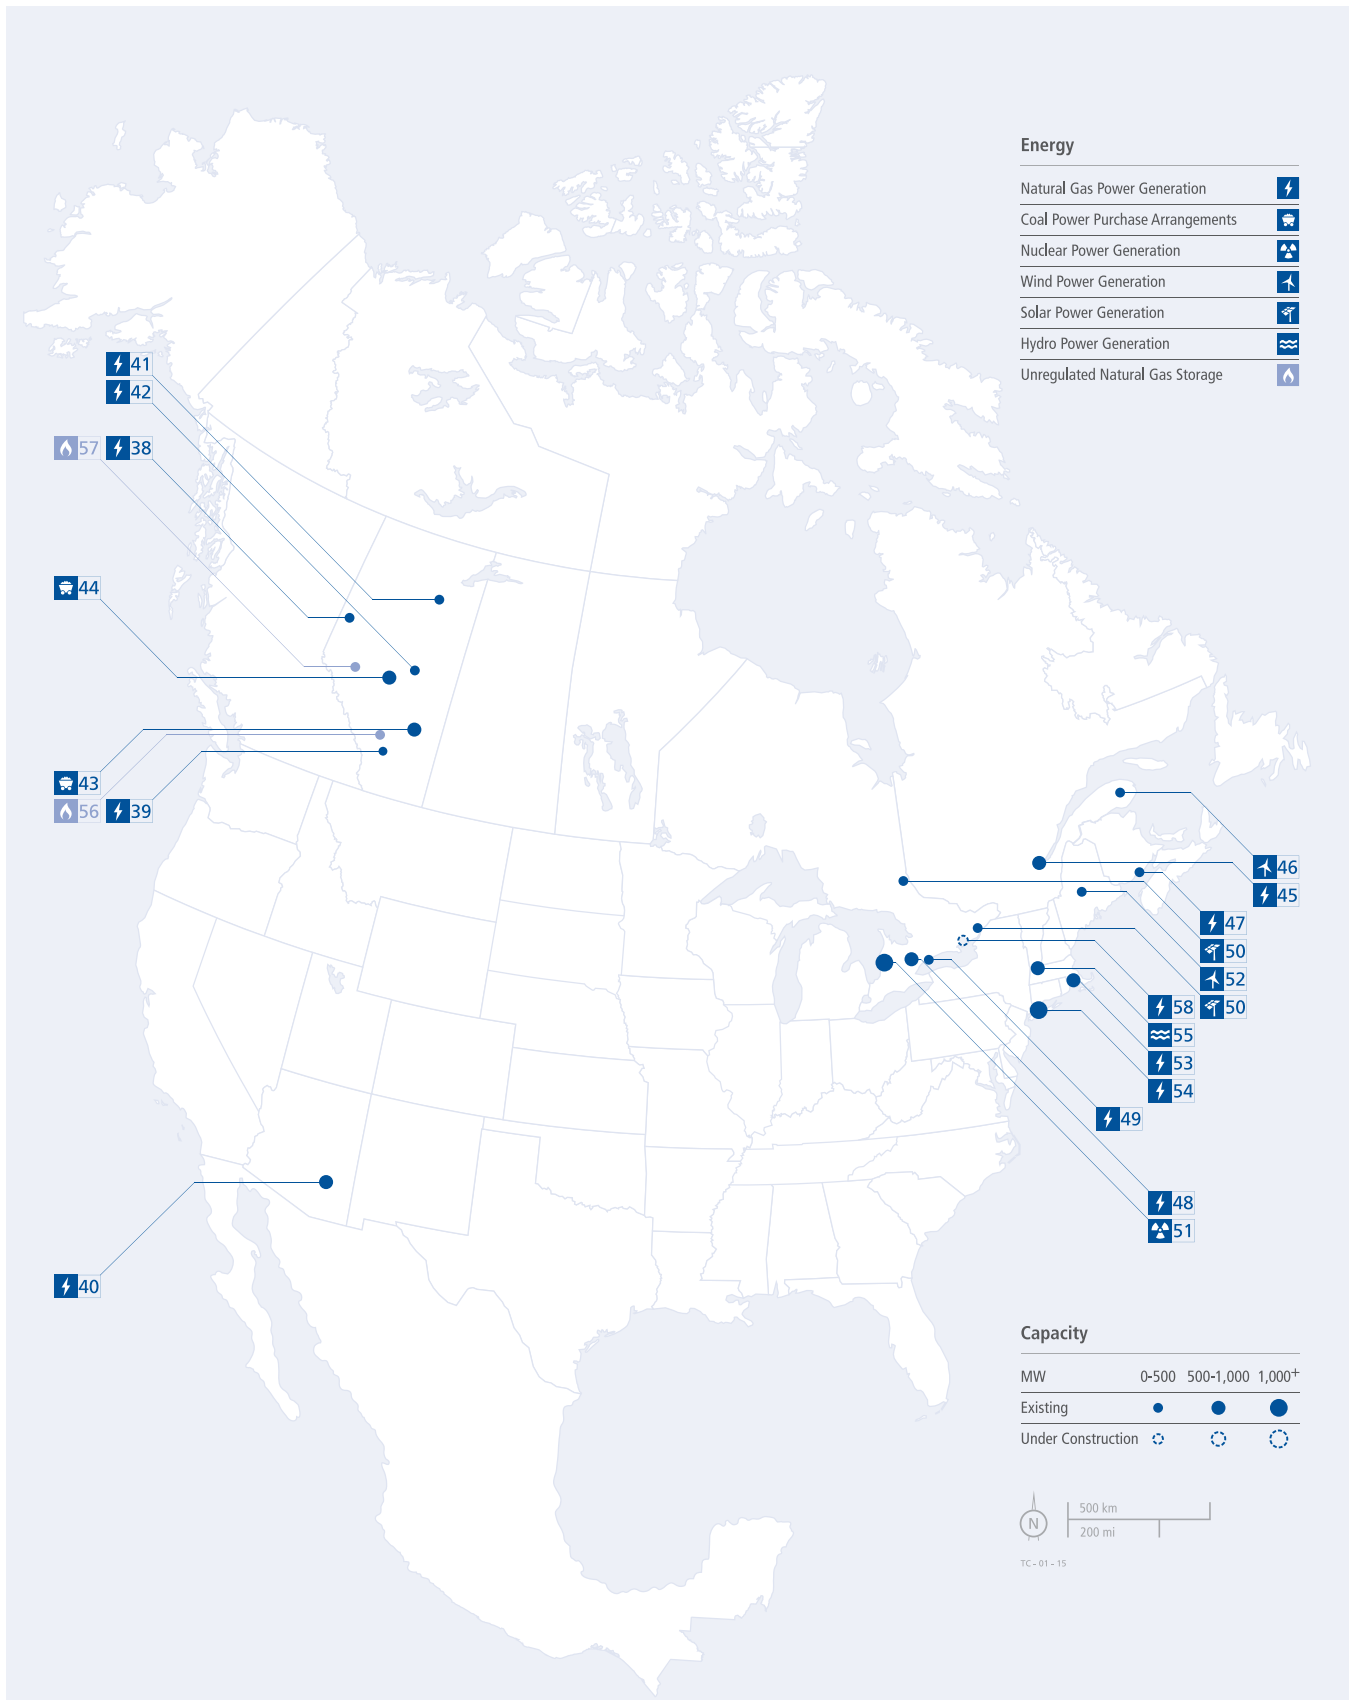 Energy
Natural Gas Power Generation
Coal Power Purchase Arrangements
Nuclear Power Generation
Wind Power Generation
Solar Power Generation
Hydro Power Generation
Unregulated Natural Gas Storage
41
42
57 38
44
43
56 39
40
46
45
47
50
52
58 50
55
53
54
49
48
51
Capacity
MW 0-500 500-1,000 1,000+
Existing
Under Construction
500 km
N
200 mi
TC - 01 - 15